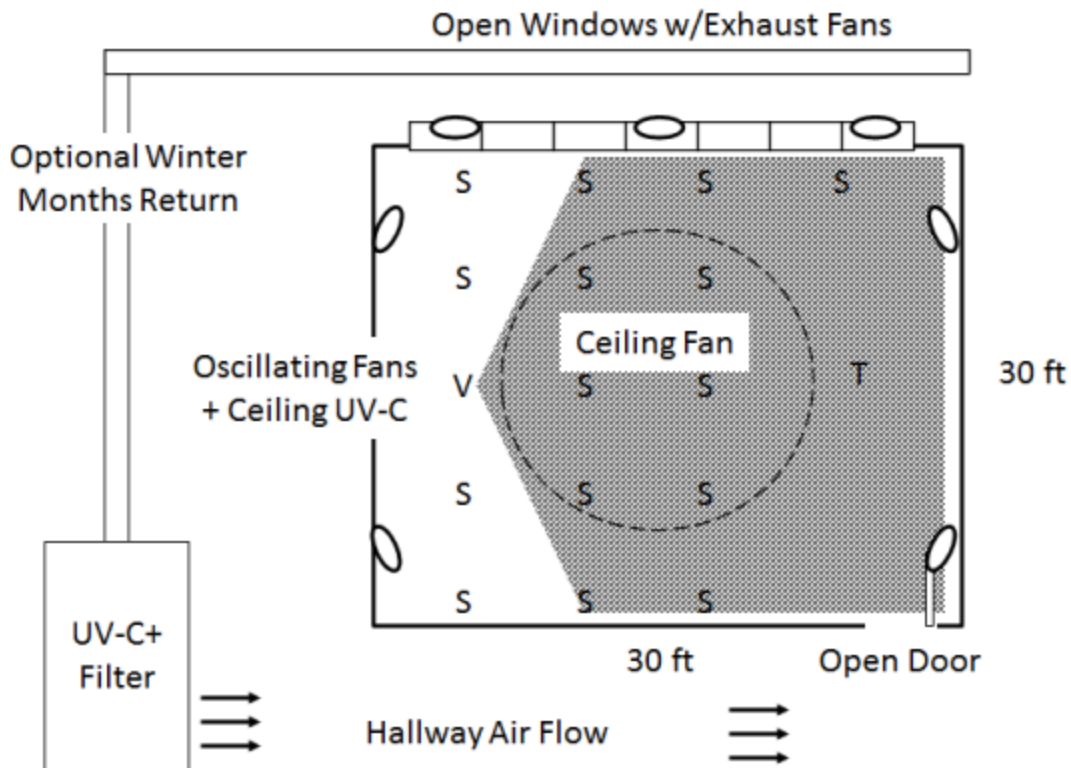 Open Windows w/Exhaust Fans
Optional Winter
Months Return
S S S S
S S S
Ceiling Fan
Oscillating Fans
+ Ceiling UV-C
V S S T
30 ft
S S S
S S S
UV-C+
Filter
30 ft
Open Door
Hallway Air Flow